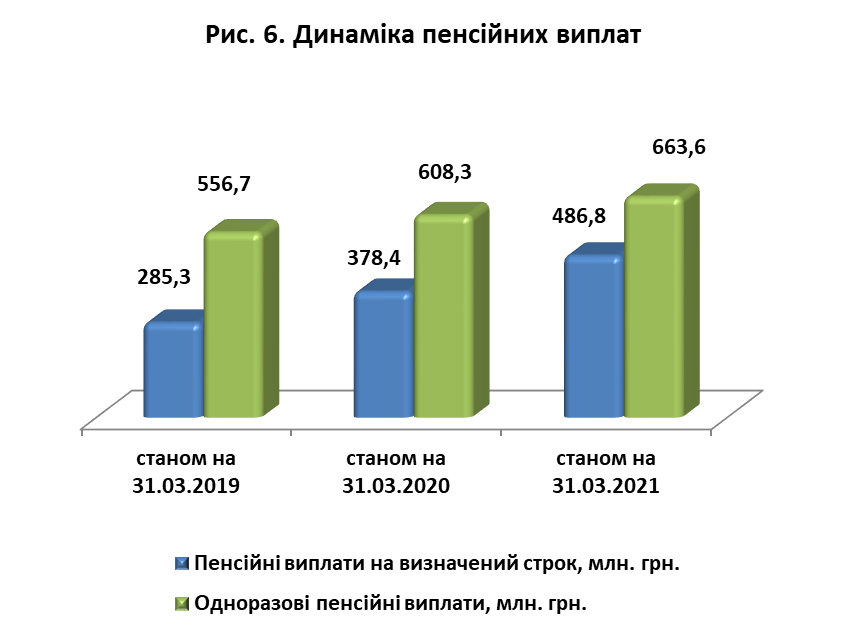 Рис. 6. Динаміка пенсійних виплат
663,6
608,3
556,7
486,8
378,4
285,3
станом на
31.03.2019
станом на
31.03.2020
станом на
31.03.2021
Пенсійні виплати на визначений строк, млн. грн.
Одноразові пенсійні виплати, млн. грн.